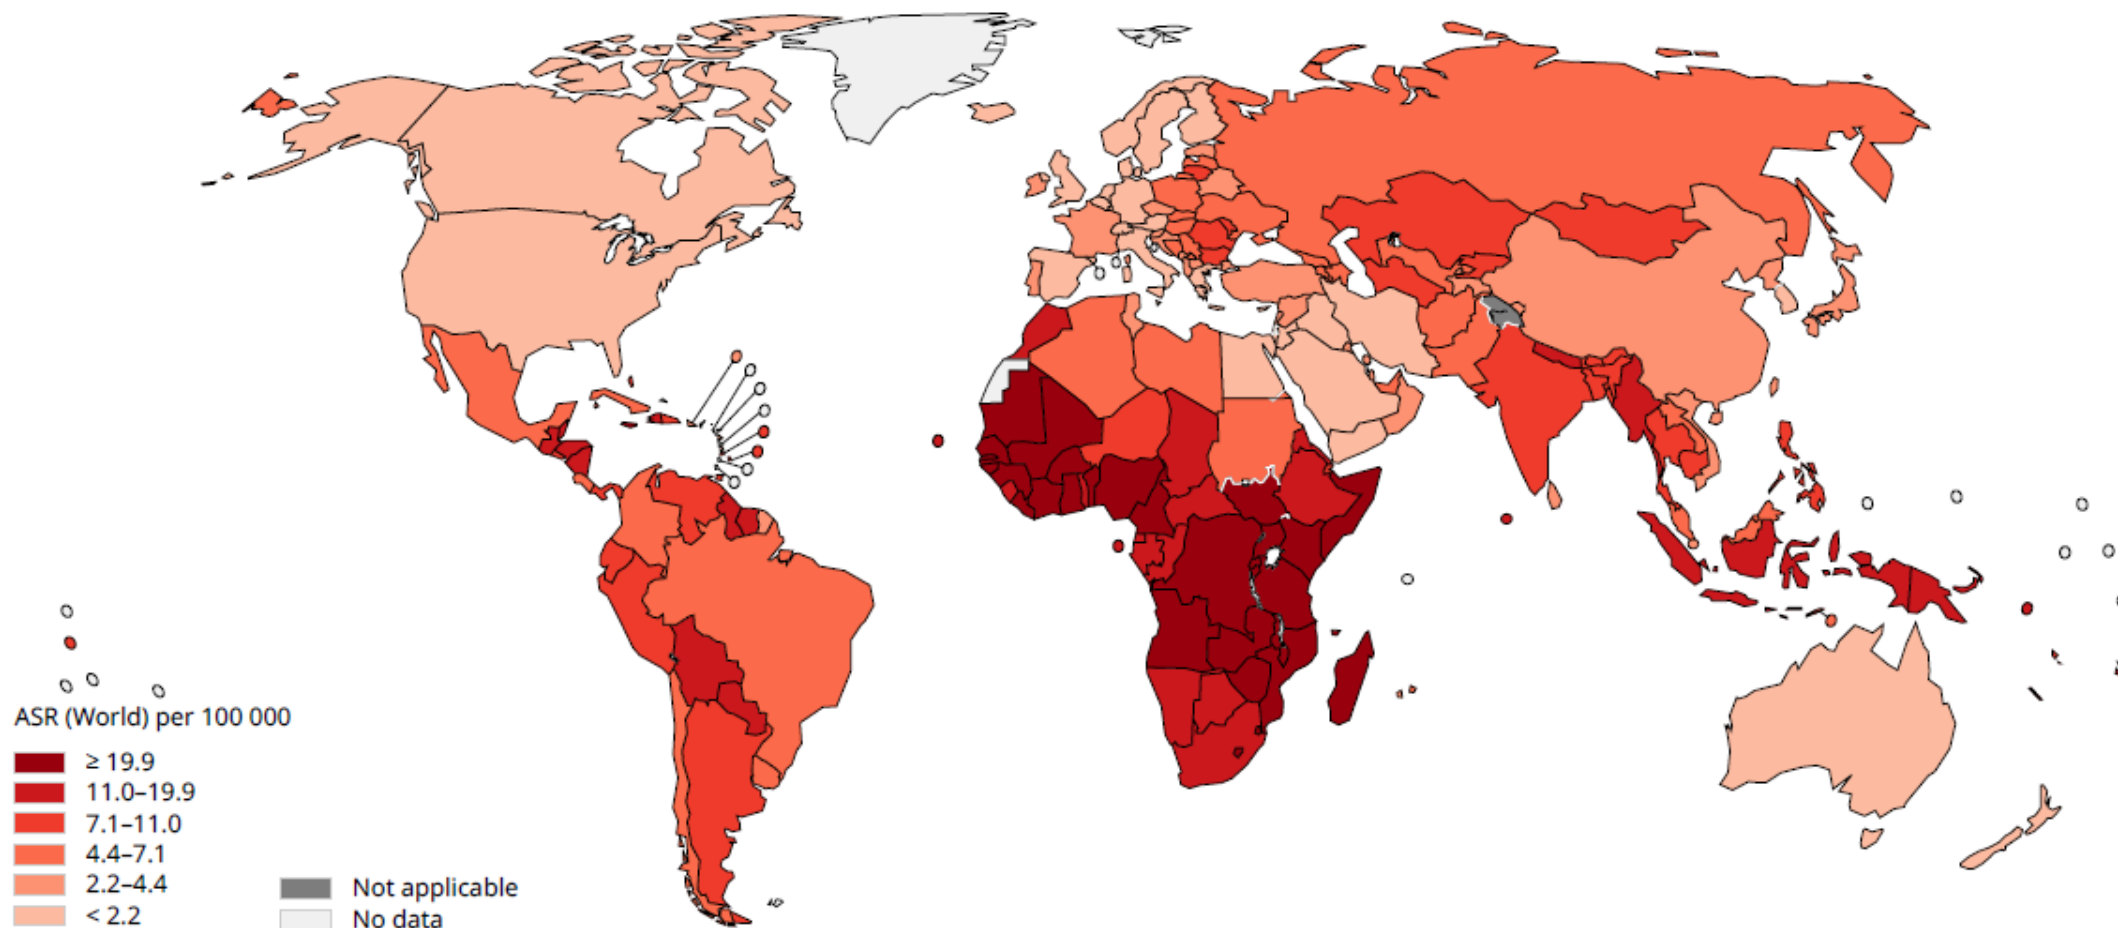 ASR (World) per 100 000
≥ 19.9
11.0–19.9
7.1–11.0
4.4–7.1
2.2–4.4
< 2.2
Not applicable
No data